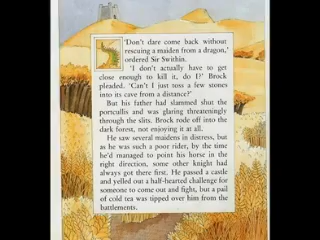 'Don't dare come back without
rescuing a maiden from a dragon,'
ordered Sir Swithin.
'I don't actually have to get
close enough to kill it, do I?' Brock
pleaded. 'Can't I just toss a few stones
into its cave from a distance?'
But his father had slammed shut the
portcullis and was glaring threateningly
through the slits. Brock rode off into the
dark forest, not enjoying it at all.
He saw several maidens in distress, but
as he was such a poor rider, by the time
he'd managed to point his horse in the
right direction, some other knight had
always got there first. He passed a castle
and yelled out a half-hearted challenge for
someone to come out and fight, but a pail
of cold tea was tipped over him from the
battlements.